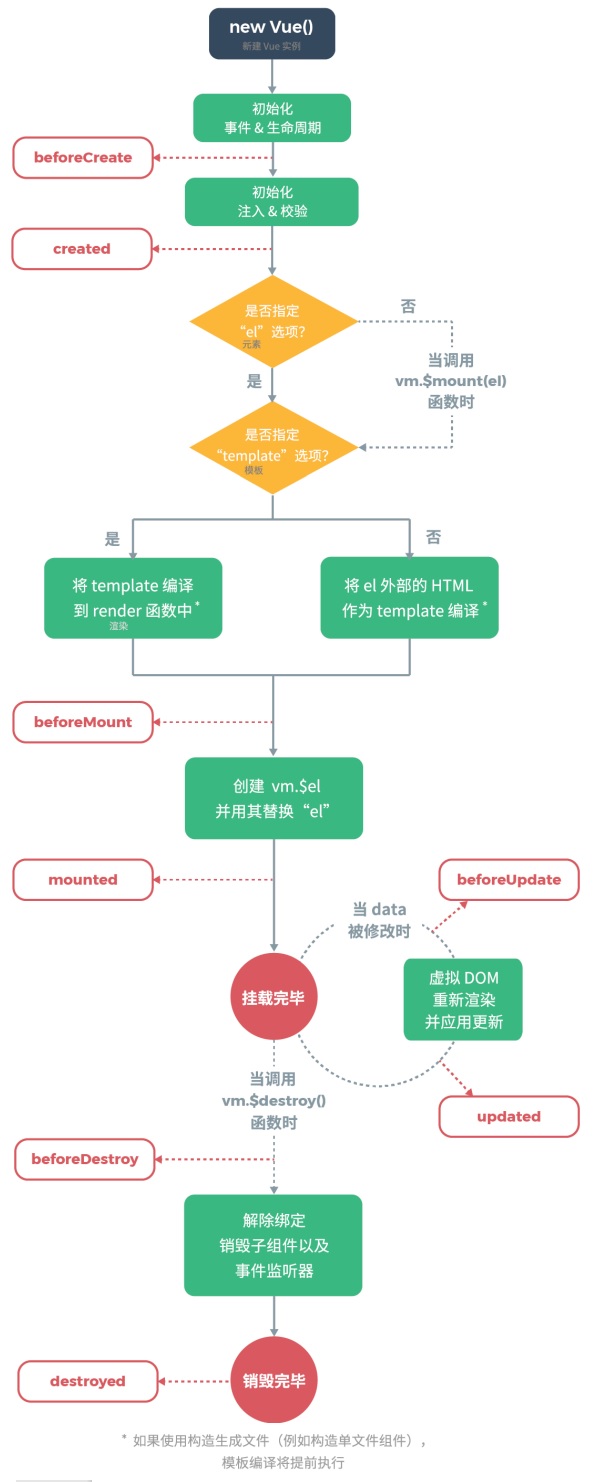 new Vue()
新建 Vue 实例
初始化
事件 & 生命周期
beforeCreate
初始化
注入 & 校验
created
是否指定
“el”选项?
元素
否
当调用
vm.$mount(el)
函数时
是
是否指定
“template”选项?
模板
是
否
将 template 编译
到 render 函数中*
渲染
将 el 外部的 HTML
作为 template 编译*
beforeMount
创建 vm.$el
并用其替换“el”
mounted
beforeUpdate
当 data
被修改时
挂载完毕
虚拟 DOM
重新渲染
并应用更新
当调用
vm.$destroy()
函数时
updated
beforeDestroy
解除绑定
销毁子组件以及
事件监听器
destroyed
销毁完毕
* 如果使用构造生成文件（例如构造单文件组件），
模板编译将提前执行